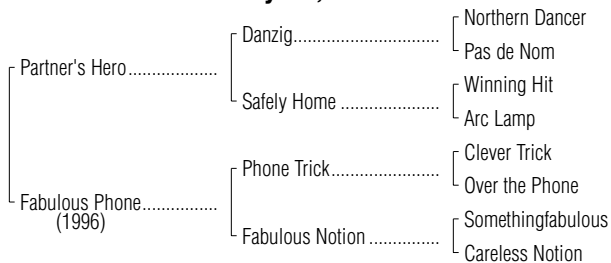 Northern Dancer
Danzig..................................
Pas de Nom
Partner's Hero...................
Winning Hit
Safely Home .......................
Arc Lamp
Clever Trick
Phone Trick.........................
Over the Phone
Fabulous Phone................
(1996)
Somethingfabulous
Fabulous Notion ................
Careless Notion